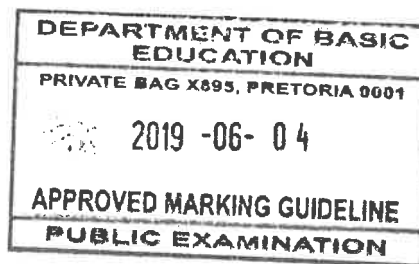 DEPARTMENT OF BASIC
EDUCATION
PRIVATE BAG X895, PRETORIA 0001
2019 -06- 04
APPROVED MARKING GUIDELINE
PUBLIC EXAMINATION